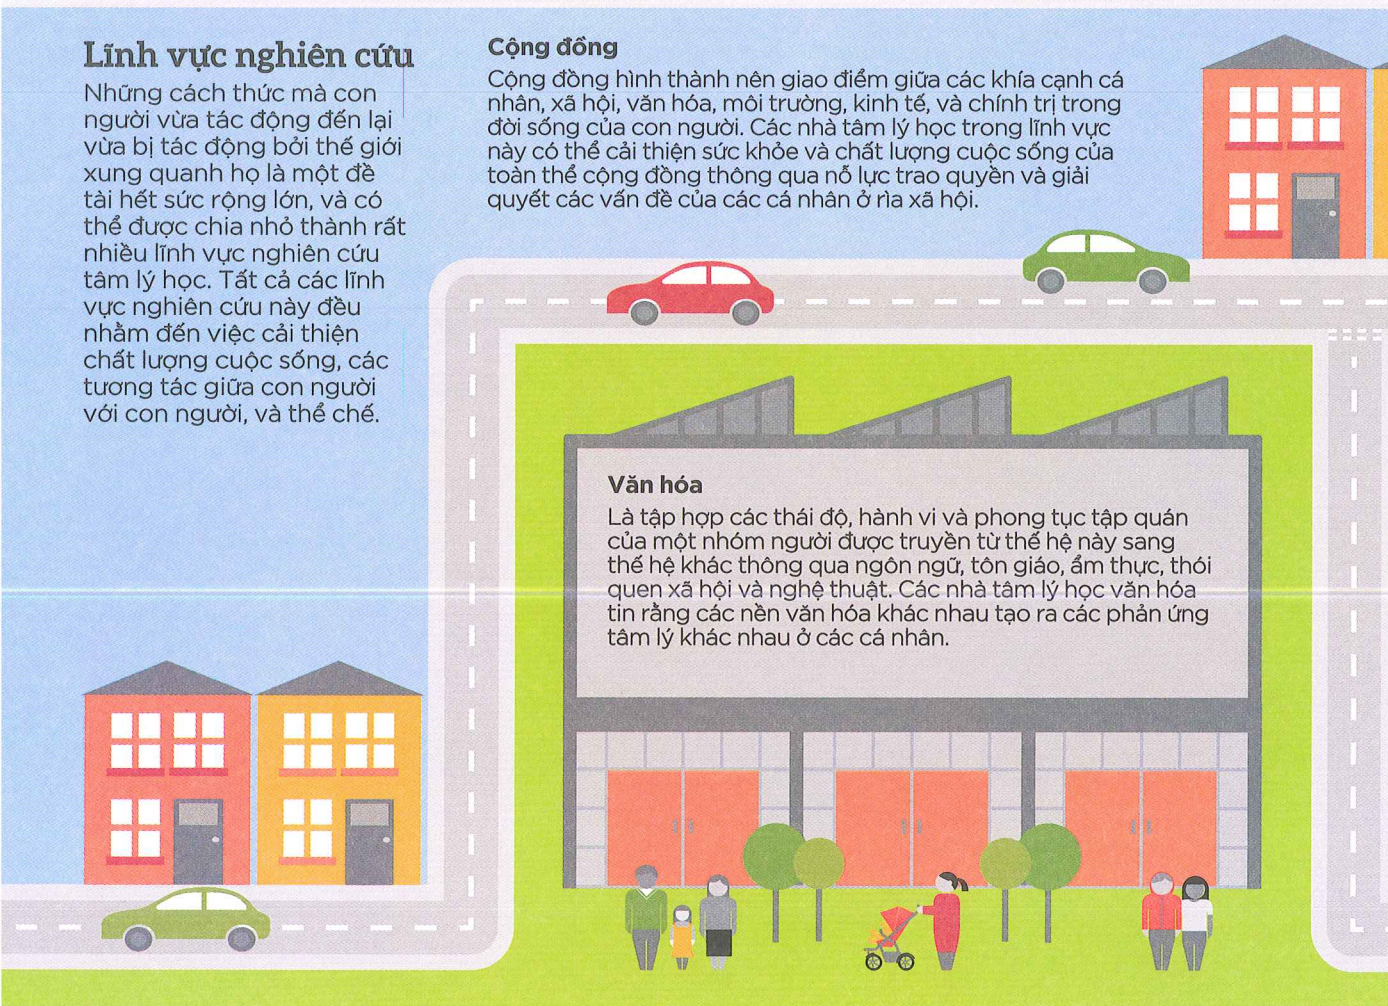 Lĩnh vực nghiên cứu
Những cách thức mà con
người vừa tác động đến lại
vừa bị tác động bởi thế giới
xung quanh họ là một đề
tài hết sức rộng lớn, và có
thể được chia nhỏ thành rất
nhiều lĩnh vực nghiên cứu
tâm lý học. Tất cả các lĩnh
vực nghiên cứu này đều
nhằm đến việc cải thiện
chất lượng cuộc sống, các
tương tác giữa con người
với con người, và thể chế.
Cộng đồng
Cộng đồng hình thành nên giao điểm giữa các khía cạnh cá
nhân, xã hội, văn hóa, môi trường, kinh tế, và chính trị trong
đời sống của con người. Các nhà tâm lý học trong lĩnh vực
này có thể cải thiện sức khỏe và chất lượng cuộc sống của
toàn thể cộng đồng thông qua nỗ lực trao quyền và giải
quyết các vấn đề của các cá nhân ở rìa xã hội.
Văn hóa
Là tập hợp các thái độ, hành vi và phong tục tập quán
của một nhóm người được truyền từ thế hệ này sang
thế hệ khác thông qua ngôn ngữ, tôn giáo, ẩm thực, thói
quen xã hội và nghệ thuật. Các nhà tâm lý học văn hóa
tin rằng các nền văn hóa khác nhau tạo ra các phản ứng
tâm lý khác nhau ở các cá nhân.